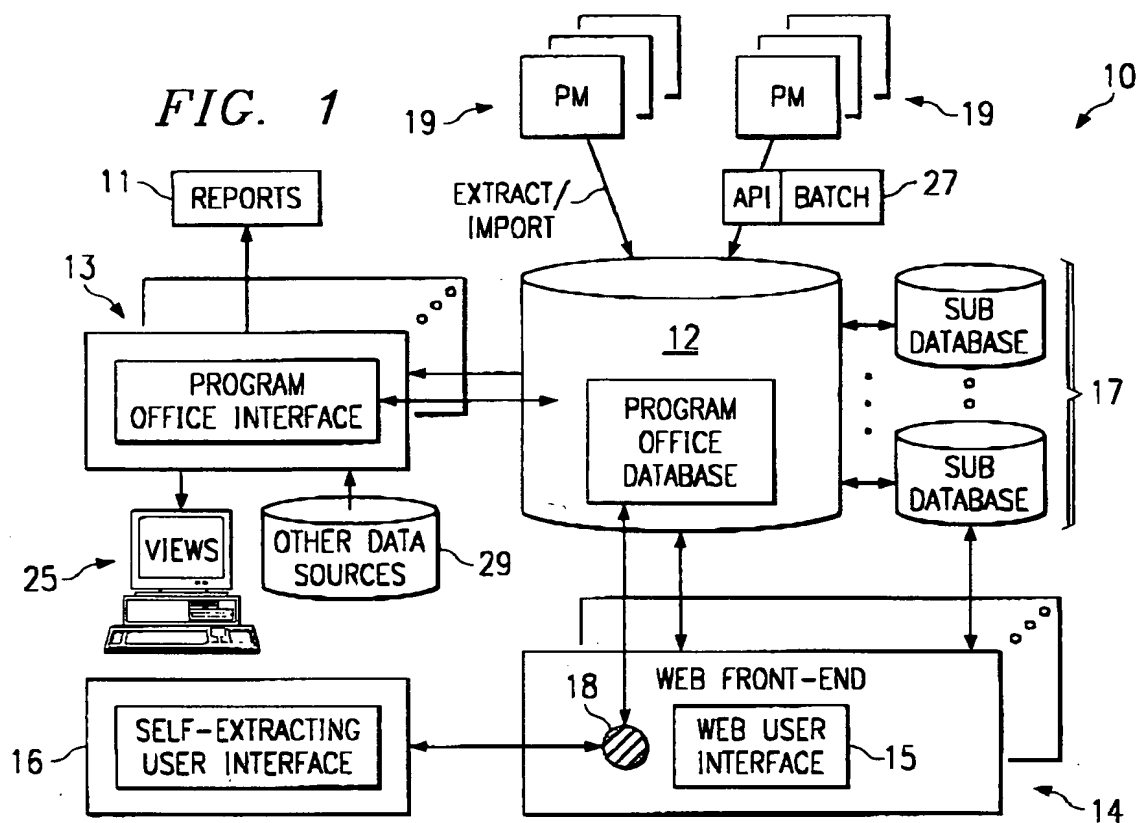 FIG. 1
10
19
PM
PM
19
11
REPORTS
EXTRACT/
IMPORT
API
BATCH
27
13
12
SUB
DATABASE
17
PROGRAM
OFFICE INTERFACE
PROGRAM
OFFICE
DATABASE
SUB
DATABASE
25
VIEWS
OTHER DATA
SOURCES
29
WEB FRONT-END
18
16
SELF-EXTRACTING
USER INTERFACE
WEB USER
INTERFACE
15
14